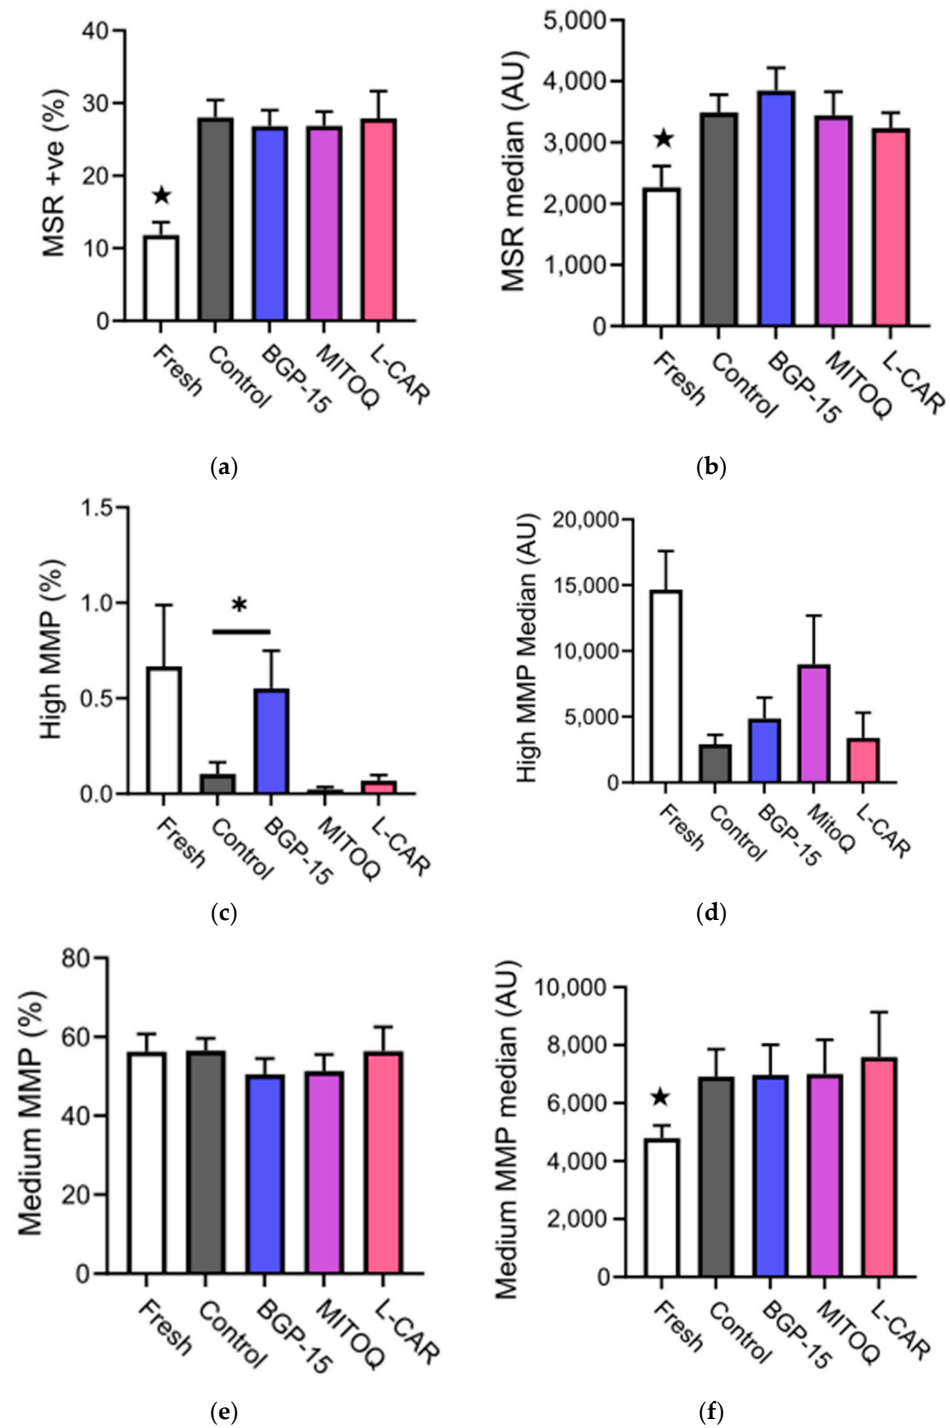 MSR +ve (%)
40
30
20
10
0
★
Fresh
Control
BGP-15
MITOQ
L-CAR
(a)
MSR median (AU)
5,000
4,000
3,000
2,000
1,000
0
★
Fresh
Control
BGP-15
MITOQ
L-CAR
(b)
High MMP (%)
1.5
1.0
0.5
0.0
*
Fresh
Control
BGP-15
MITOQ
L-CAR
(c)
High MMP Median (AU)
20,000
15,000
10,000
5,000
0
Fresh
Control
BGP-15
MitoQ
L-CAR
(d)
Medium MMP (%)
80
60
40
20
0
Fresh
Control
BGP-15
MITOQ
L-CAR
(e)
Medium MMP median (AU)
10,000
8,000
6,000
4,000
2,000
0
★
Fresh
Control
BGP-15
MITOQ
L-CAR
(f)